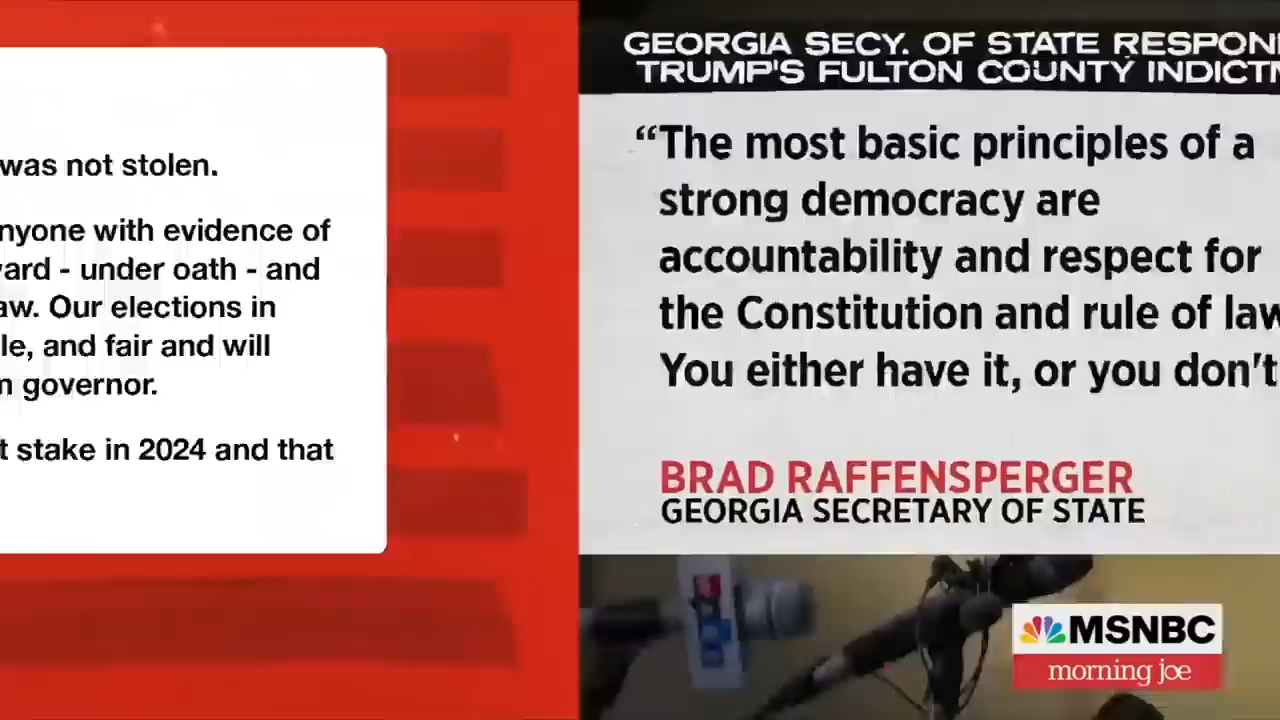 was not stolen.
nyone with evidence of
ard - under oath - and
aw. Our elections in
le, and fair and will
n governor.
t stake in 2024 and that
GEORGIA SECY. OF STATE RESPON
TRUMP'S FULTON COUNTY INDICT
“The most basic principles of a
strong democracy are
accountability and respect for
the Constitution and rule of law
You either have it, or you don't
BRAD RAFFENSPERGER
GEORGIA SECRETARY OF STATE
MSNBC
morning joe